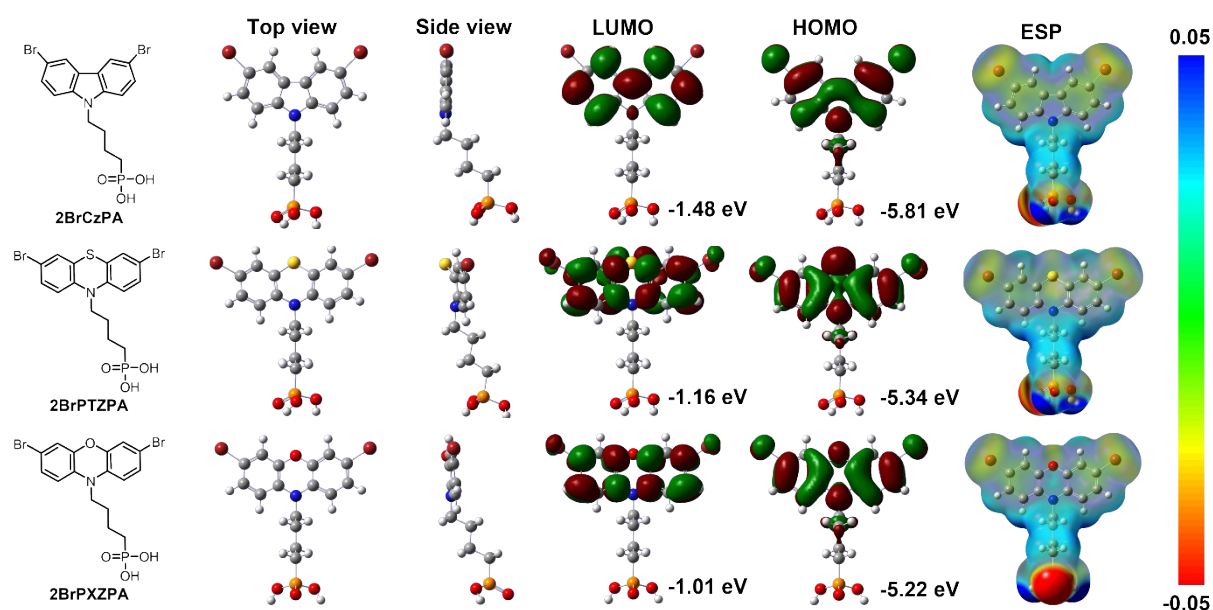 Top view Side view LUMO HOMO ESP
0.05
Br Br
N
O P OH
OH
2BrCzPA
-1.48 eV -5.81 eV
Br S Br
N
O P OH
OH
2BrPTZPA
-1.16 eV -5.34 eV
Br O Br
N
O P OH
OH
2BrPXZPA
-1.01 eV -5.22 eV
-0.05